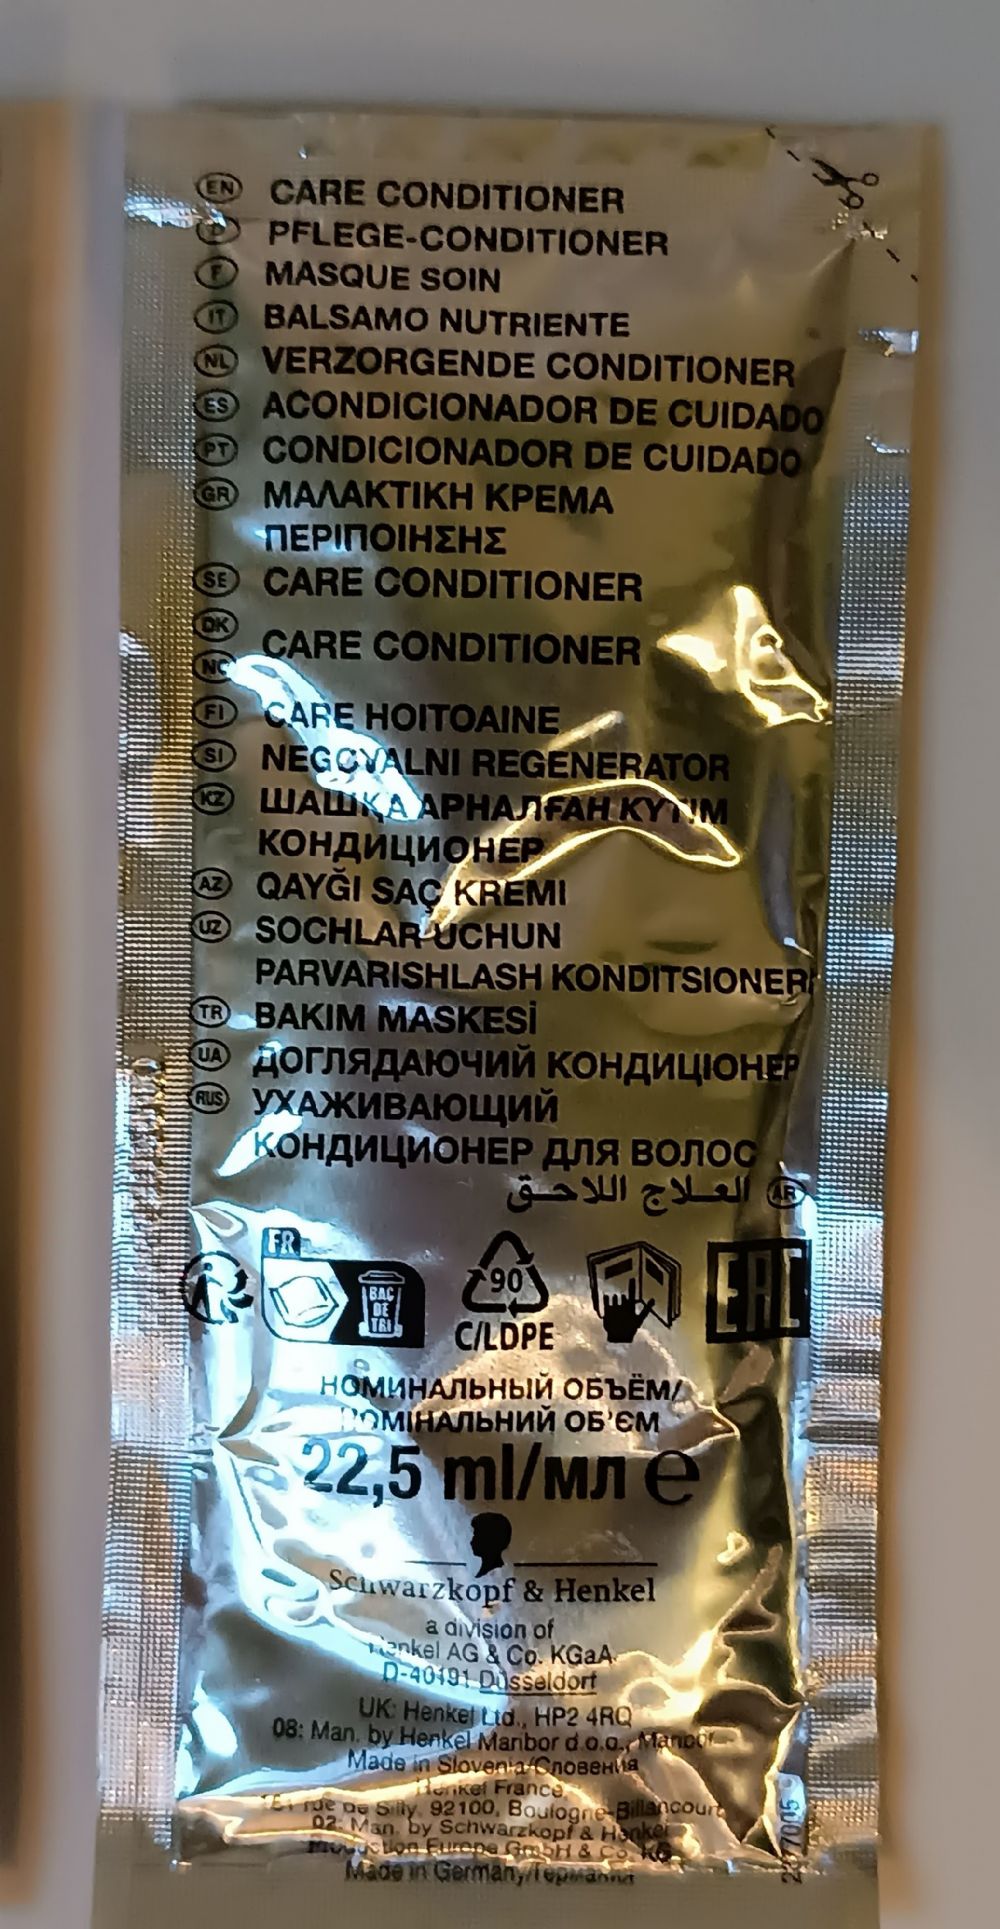 EN CARE CONDITIONER
D PFLEGE-CONDITIONER
F MASQUE SOIN
IT BALSAMO NUTRIENTE
NL VERZORGENDE CONDITIONER
ES ACONDICIONADOR DE CUIDADO
PT CONDICIONADOR DE CUIDADO
GR ΜΑΛΑΚΤΙΚΗ ΚΡΕΜΑ
ΠΕΡΙΠΟΙΗΣΗΣ
SE CARE CONDITIONER
DK
CARE CONDITIONER
NO
FI CARE HOITOAINE
SI NEGOVALNI REGENERATOR
KZ ШАШҚА АРНАЛҒАН КҮТІМ
КОНДИЦИОНЕР
AZ QAYĞI SAÇ KREMI
UZ SOCHLAR UCHUN
PARVARISHLASH KONDITSIONERI
TR BAKIM MASKESİ
UA ДОГЛЯДАЮЧИЙ КОНДИЦІОНЕР
RUS УХАЖИВАЮЩИЙ
КОНДИЦИОНЕР ДЛЯ ВОЛОС
AR العلاج اللاحق
FR
BAC
DE
TRI
90
C/LDPE
EAC
НОМИНАЛЬНЫЙ ОБЪЁМ/
НОМІНАЛЬНИЙ ОБ'ЄМ
22,5 ml/мл e
Schwarzkopf & Henkel
a division of
Henkel AG & Co. KGaA
D-40191 Düsseldorf
UK: Henkel Ltd., HP2 4RQ
08: Man. by Henkel Maribor d.o.o., Maribor
Made in Slovenia/Словения
Henkel France,
rue de Silly, 92100, Boulogne-Billancourt
02: Man. by Schwarzkopf & Henkel
Production Europe GmbH & Co. KG
Made in Germany/Германия